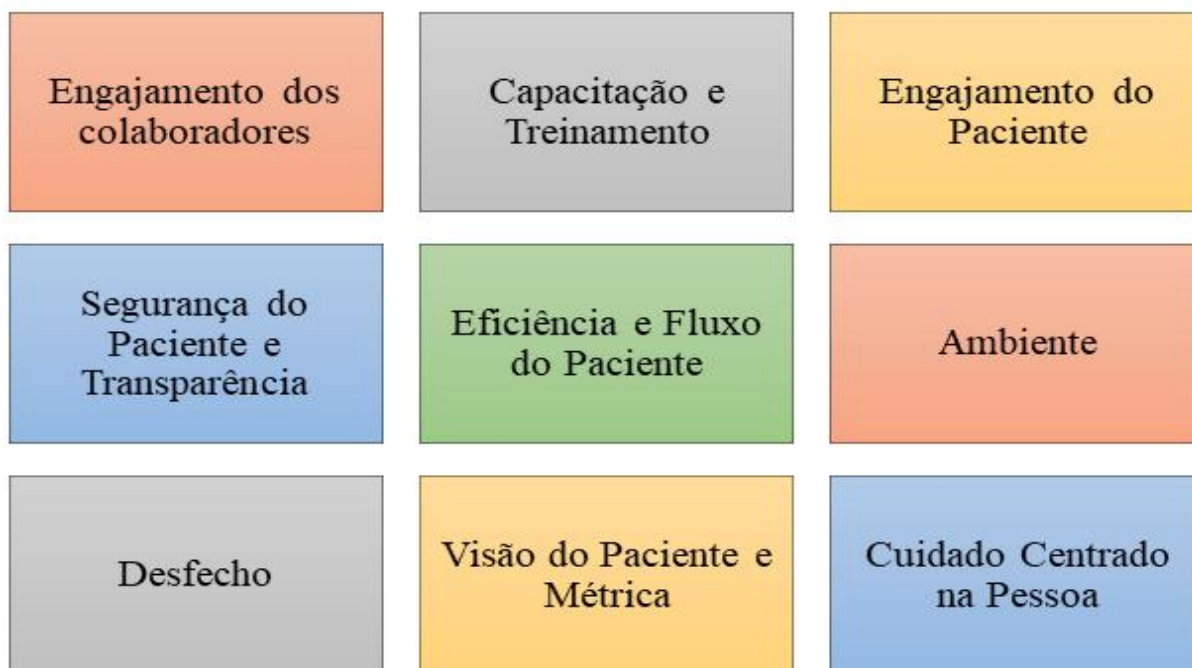 Engajamento dos
colaboradores
Capacitação e
Treinamento
Engajamento do
Paciente
Segurança do
Paciente e
Transparência
Eficiência e Fluxo
do Paciente
Ambiente
Desfecho
Visão do Paciente e
Métrica
Cuidado Centrado
na Pessoa